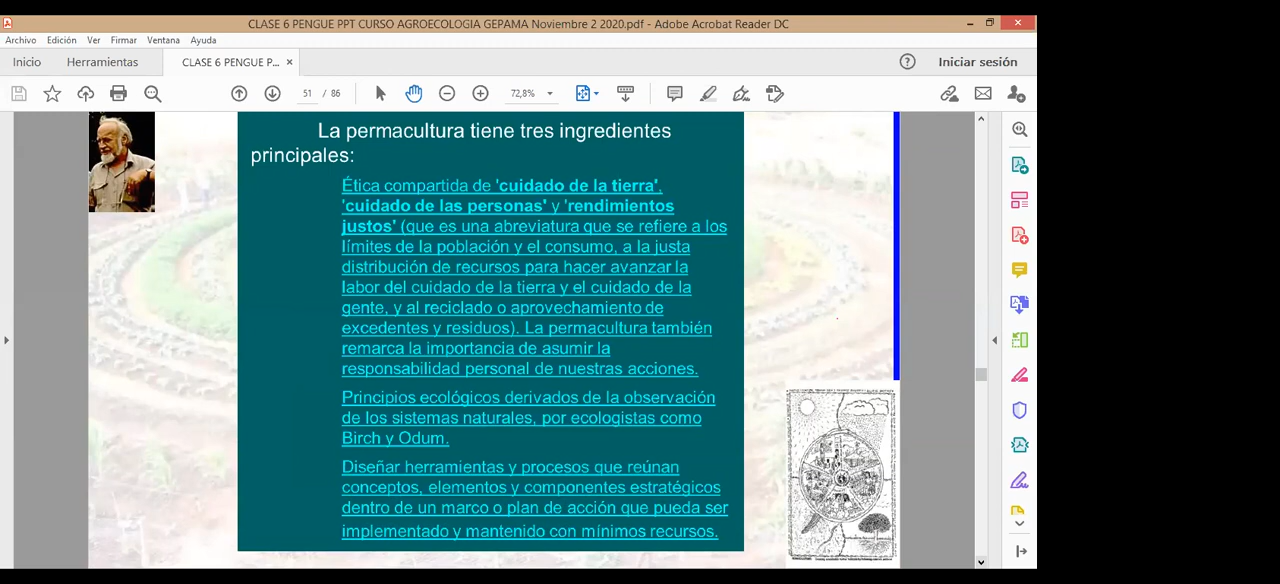 CLASE 6 PENGUE PPT CURSO AGROECOLOGIA GEPAMA Noviembre 2 2020.pdf - Adobe Acrobat Reader DC
Archivo Edición Ver Firmar Ventana Ayuda
Inicio Herramientas CLASE 6 PENGUE P... × Iniciar sesión
51 / 86 72,8%
La permacultura tiene tres ingredientes
principales:
Ética compartida de 'cuidado de la tierra',
'cuidado de las personas' y 'rendimientos
justos' (que es una abreviatura que se refiere a los
límites de la población y el consumo, a la justa
distribución de recursos para hacer avanzar la
labor del cuidado de la tierra y el cuidado de la
gente, y al reciclado o aprovechamiento de
excedentes y residuos). La permacultura también
remarca la importancia de asumir la
responsabilidad personal de nuestras acciones.
Principios ecológicos derivados de la observación
de los sistemas naturales, por ecologistas como
Birch y Odum.
Diseñar herramientas y procesos que reúnan
conceptos, elementos y componentes estratégicos
dentro de un marco o plan de acción que pueda ser
implementado y mantenido con mínimos recursos.